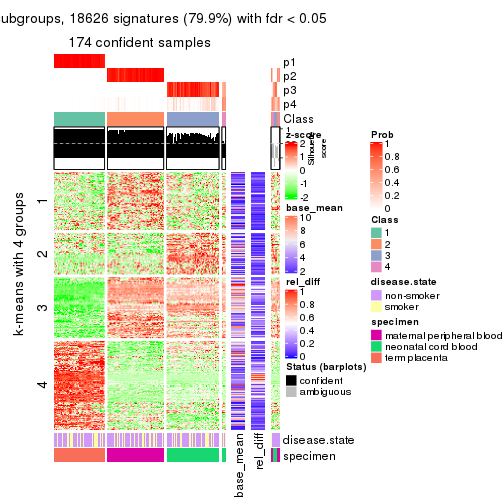 ubgroups, 18626 signatures (79.9%) with fdr < 0.05
174 confident samples
p1
p2
p3
p4
Class
1
Silhouette
score
k-means with 4 groups
1
2
3
4
z-score
2
1
0
-1
-2
base_mean
10
8
6
4
2
rel_diff
1
0.8
0.6
0.4
0.2
0
Status (barplots)
confident
ambiguous
Prob
1
0.8
0.6
0.4
0.2
0
Class
1
2
3
4
disease.state
non-smoker
smoker
specimen
maternal peripheral blood
neonatal cord blood
term placenta
disease.state
specimen
base_mean
rel_diff